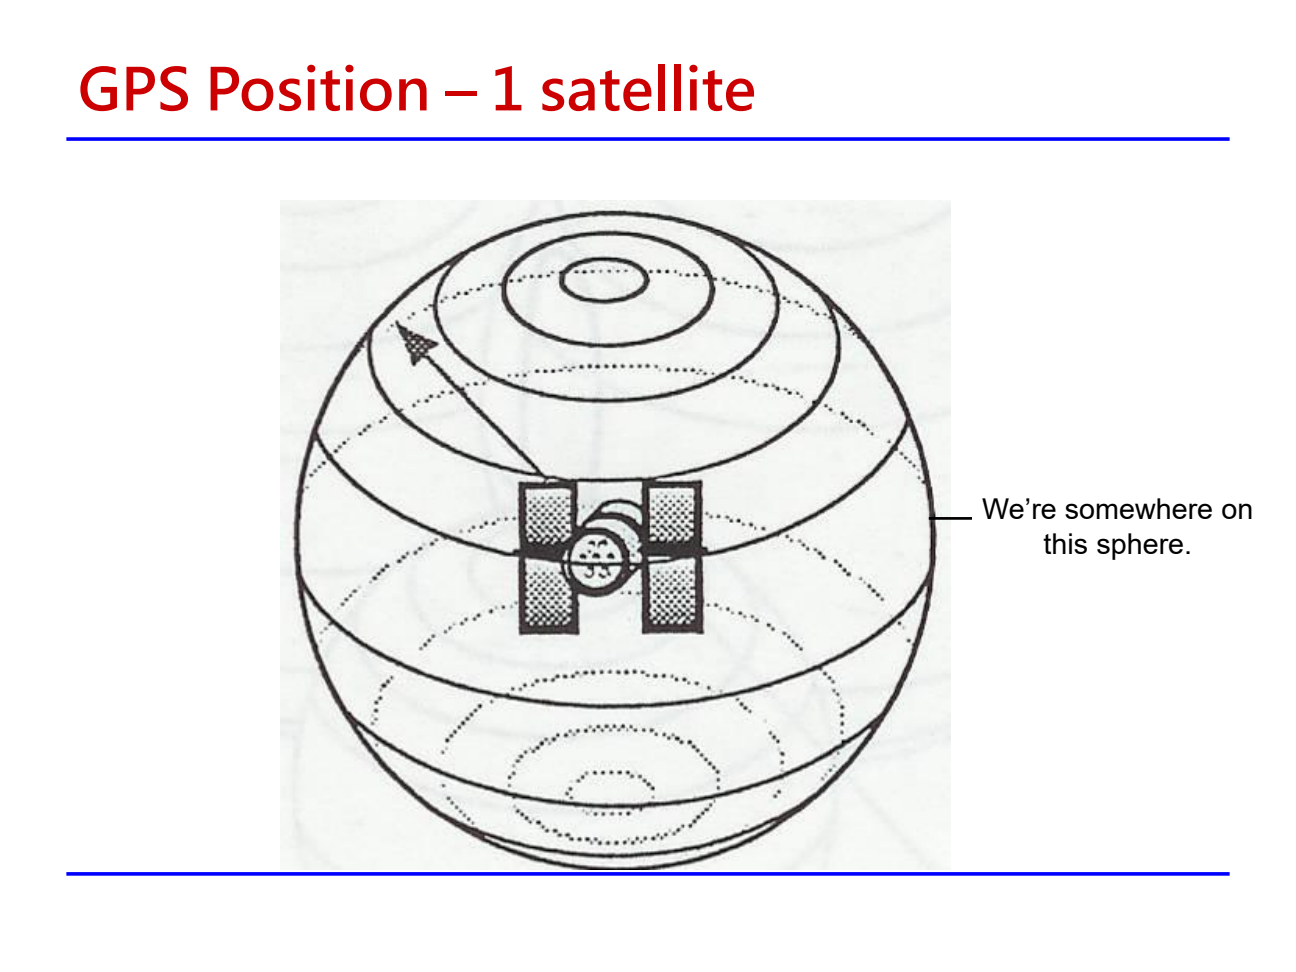 GPS Position – 1 satellite
We’re somewhere on
this sphere.